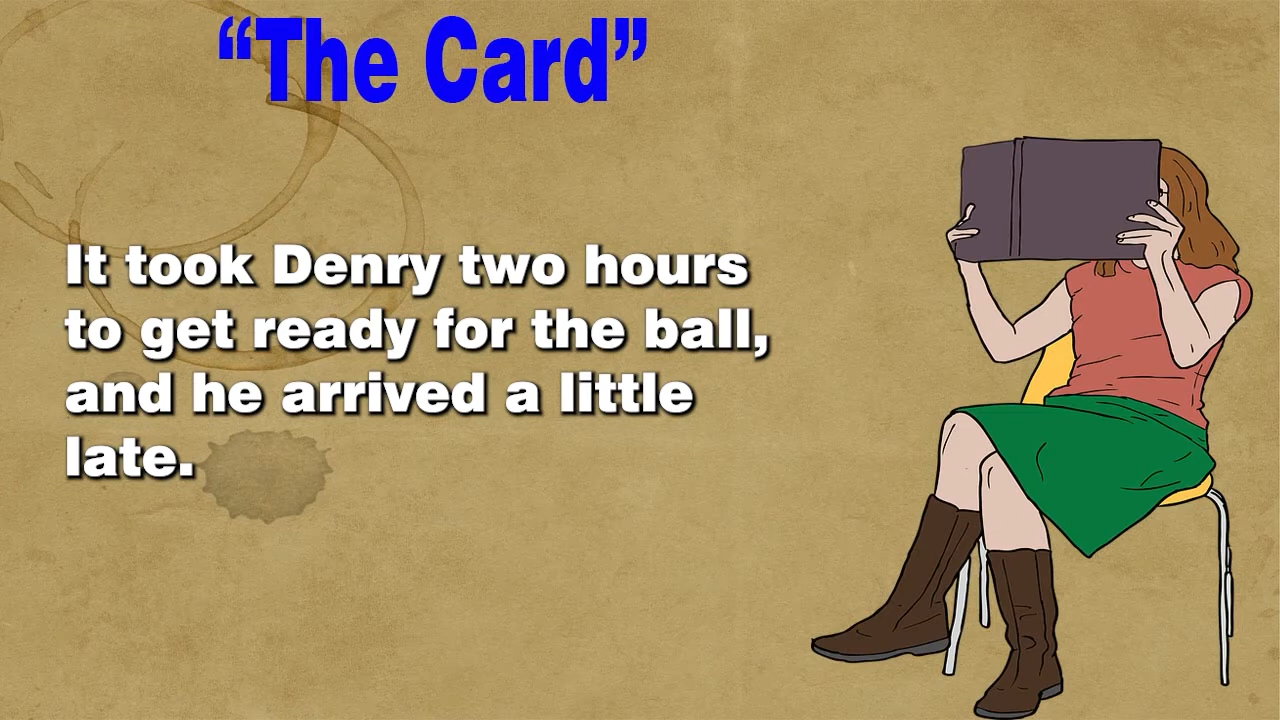 “The Card”
It took Denry two hours
to get ready for the ball,
and he arrived a little
late.